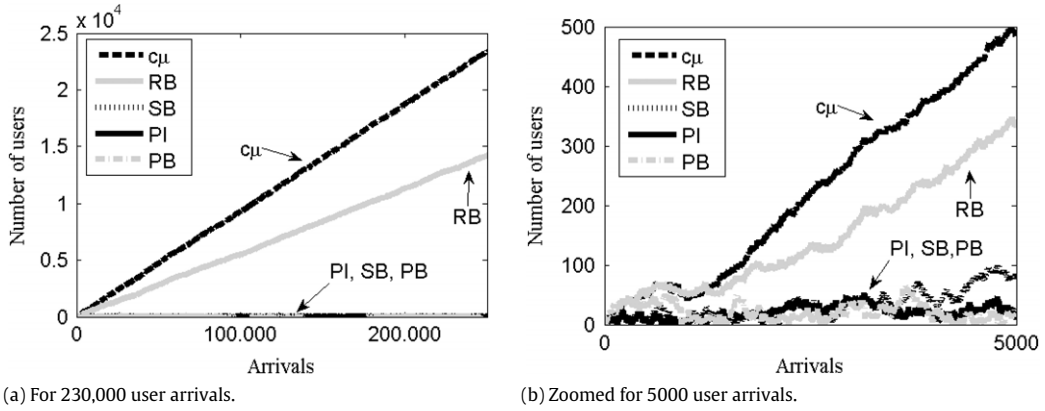 x 10⁴
2.5
2
1.5
1
0.5
0
Number of users
cμ
RB
SB
PI
PB
cμ
RB
PI, SB, PB
0
100.000
200.000
Arrivals
(a) For 230,000 user arrivals.
500
400
300
200
100
0
Number of users
cμ
RB
SB
PI
PB
cμ
RB
PI, SB,PB
0
5000
Arrivals
(b) Zoomed for 5000 user arrivals.